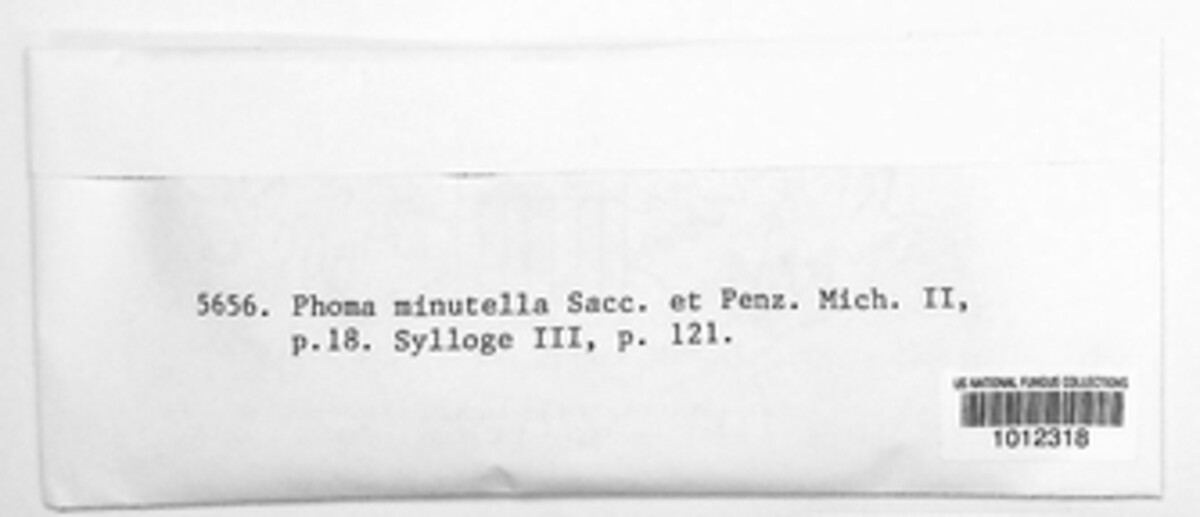 5656. Phoma minutella Sacc. et Penz. Mich. II,
p.18. Sylloge III, p. 121.
US NATIONAL FUNGUS COLLECTIONS
1012318